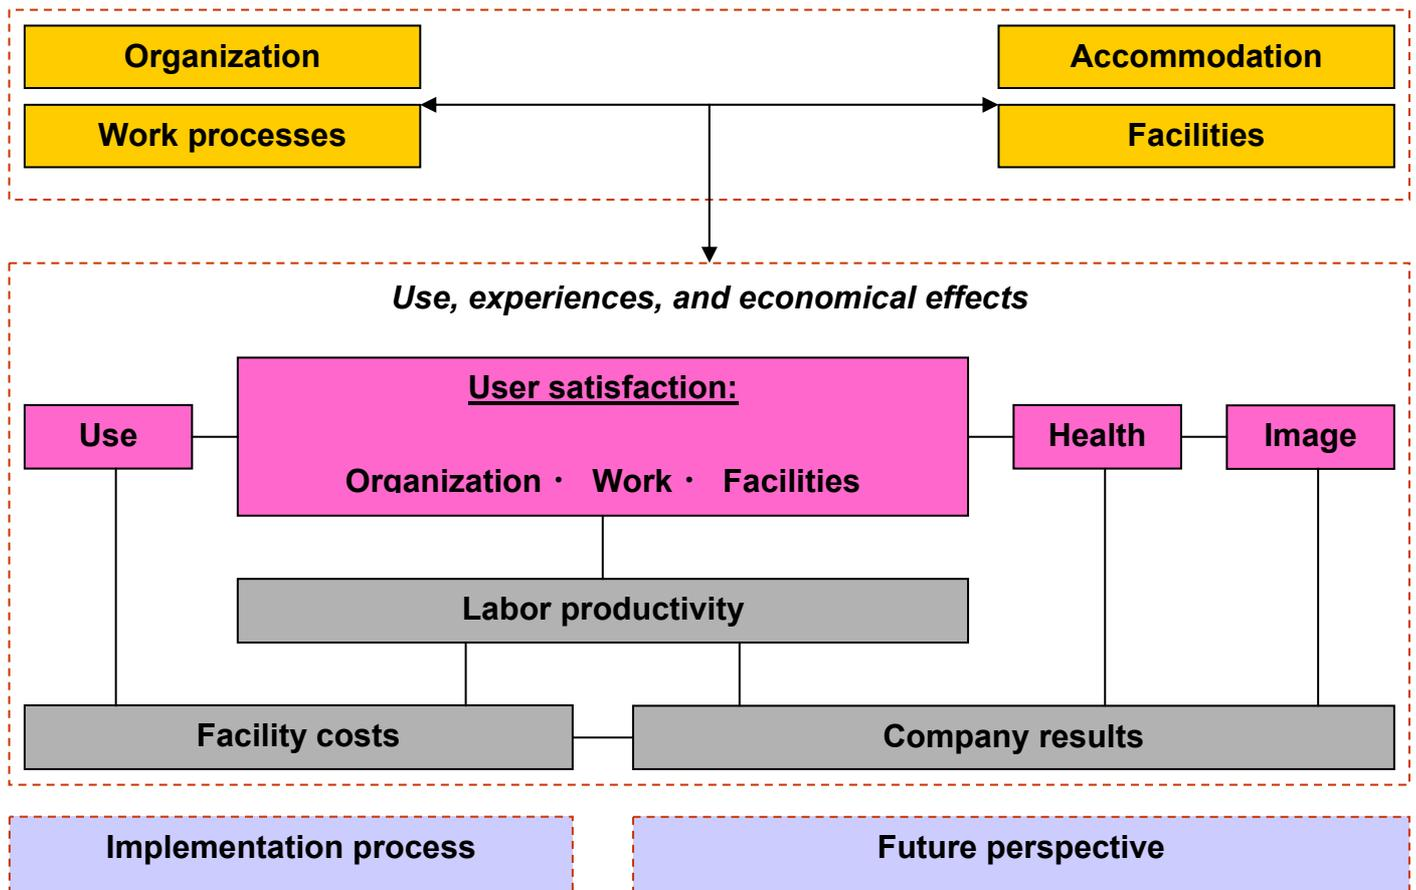 Organization
Accommodation
Work processes
Facilities
Use, experiences, and economical effects
User satisfaction:
Use
Health
Image
Organization · Work · Facilities
Labor productivity
Facility costs
Company results
Implementation process
Future perspective